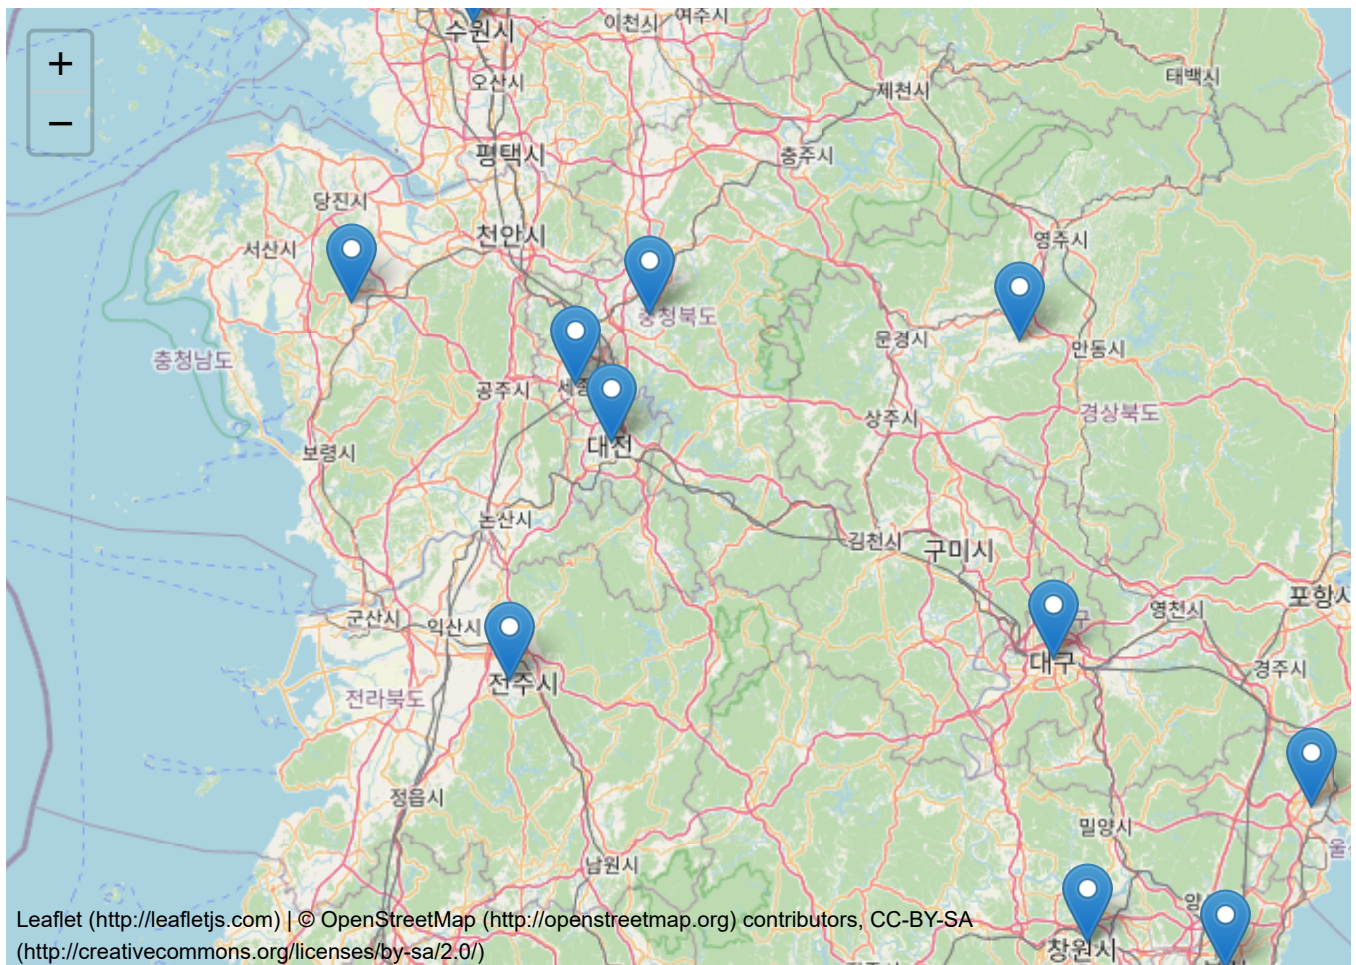 수원시
이천시
여주시
+
−
오산시
제천시
태백시
평택시
충주시
당진시
서산시
천안시
영주시
충청북도
충청남도
문경시
안동시
공주시
세종
상주시
경상북도
대전
보령시
논산시
김천시
구미시
포항시
군산시
익산시
영천시
구
대구
경주시
전주시
전라북도
정읍시
밀양시
남원시
울산
양
창원시
Leaflet (http://leafletjs.com) | © OpenStreetMap (http://openstreetmap.org) contributors, CC-BY-SA
(http://creativecommons.org/licenses/by-sa/2.0/)